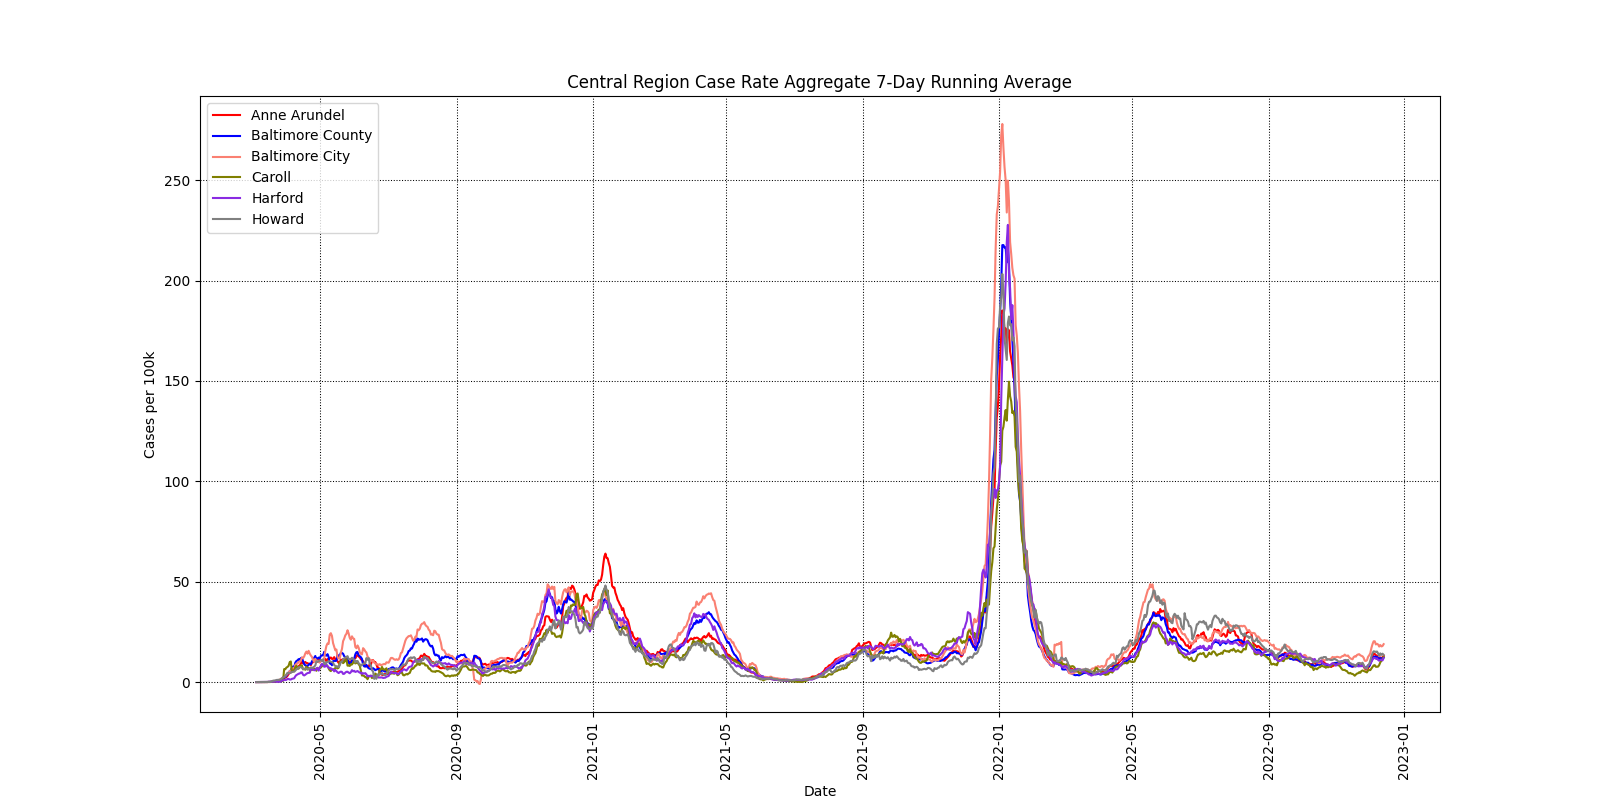 Central Region Case Rate Aggregate 7-Day Running Average
Anne Arundel
Baltimore County
Baltimore City
Caroll
Harford
Howard
Cases per 100k
250
200
150
100
50
0
2020-05
2020-09
2021-01
2021-05
2021-09
2022-01
2022-05
2022-09
2023-01
Date